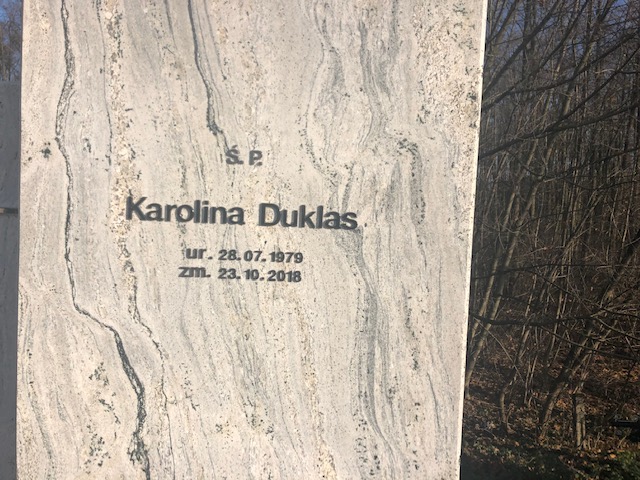 Ś. P.
Karolina Duklas
ur. 28.07.1979
zm. 23.10.2018